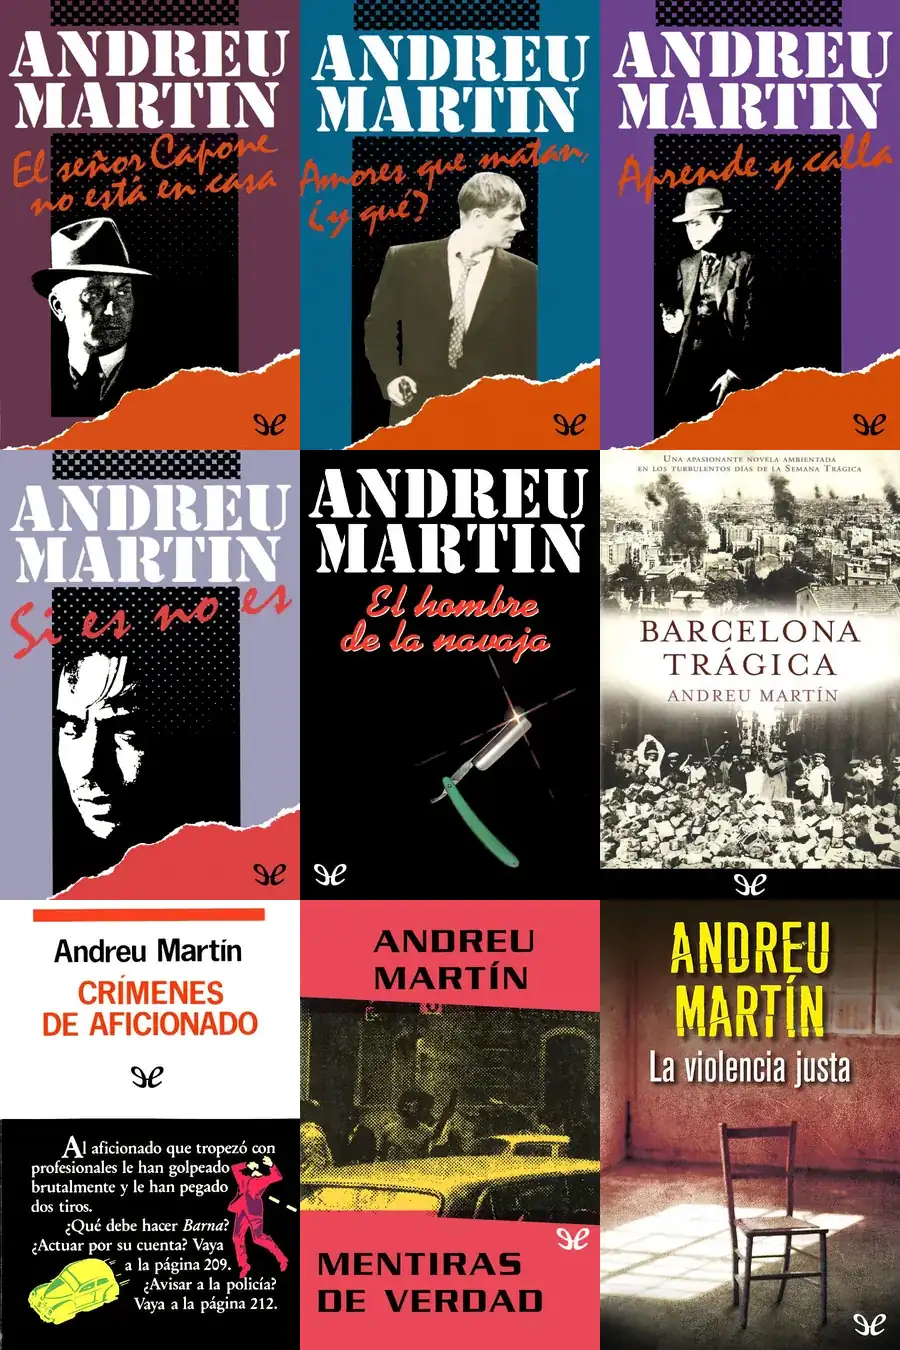 ANDREU
MARTIN
El señor Capone
no está en casa
ANDREU
MARTIN
Amores que matan,
¿y qué?
ANDREU
MARTIN
Aprende y calla
ANDREU
MARTIN
Si es no es
ANDREU
MARTIN
El hombre
de la navaja
UNA APASIONANTE NOVELA AMBIENTADA
EN LOS TURBULENTOS DÍAS DE LA SEMANA TRÁGICA
BARCELONA
TRÁGICA
ANDREU MARTÍN
Andreu Martín
CRÍMENES
DE AFICIONADO
Al aficionado que tropezó con
profesionales le han golpeado
brutalmente y le han pegado
dos tiros.
¿Qué debe hacer Barna?
¿Actuar por su cuenta? Vaya
a la página 209.
¿Avisar a la policía?
Vaya a la página 212.
ANDREU
MARTÍN
MENTIRAS
DE VERDAD
ANDREU
MARTÍN
La violencia justa